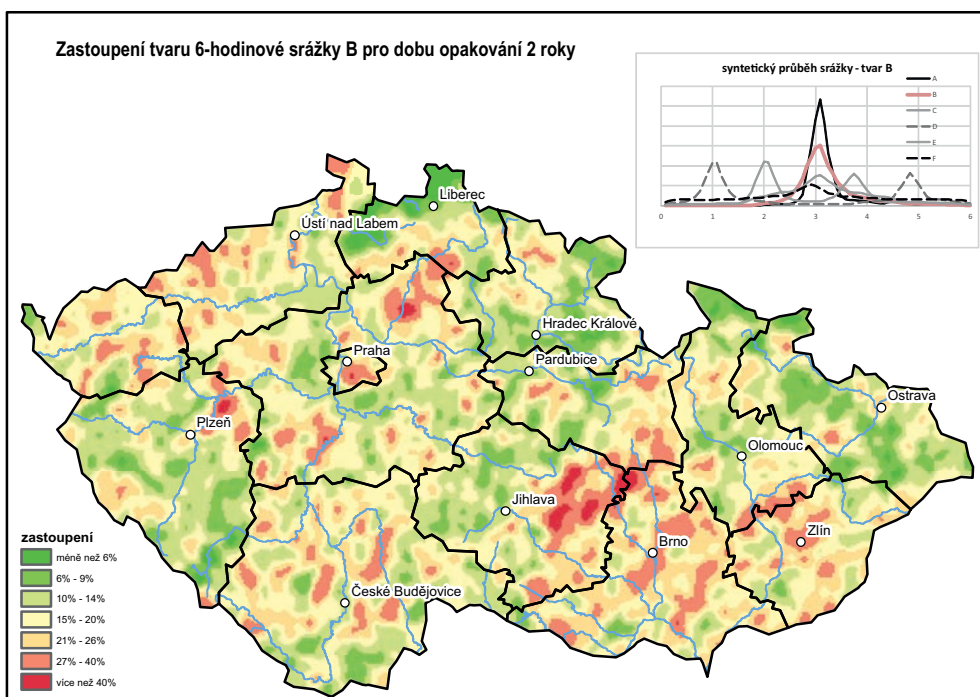 Zastoupení tvaru 6-hodinové srážky B pro dobu opakování 2 roky
syntetický průběh srážky - tvar B
A
B
C
D
E
F
0 1 2 3 4 5 6
Liberec
Ústí nad Labem
Hradec Králové
Praha
Pardubice
Ostrava
Plzeň
Olomouc
Jihlava
Zlín
Brno
České Budějovice
zastoupení
méně než 6%
6% - 9%
10% - 14%
15% - 20%
21% - 26%
27% - 40%
více než 40%